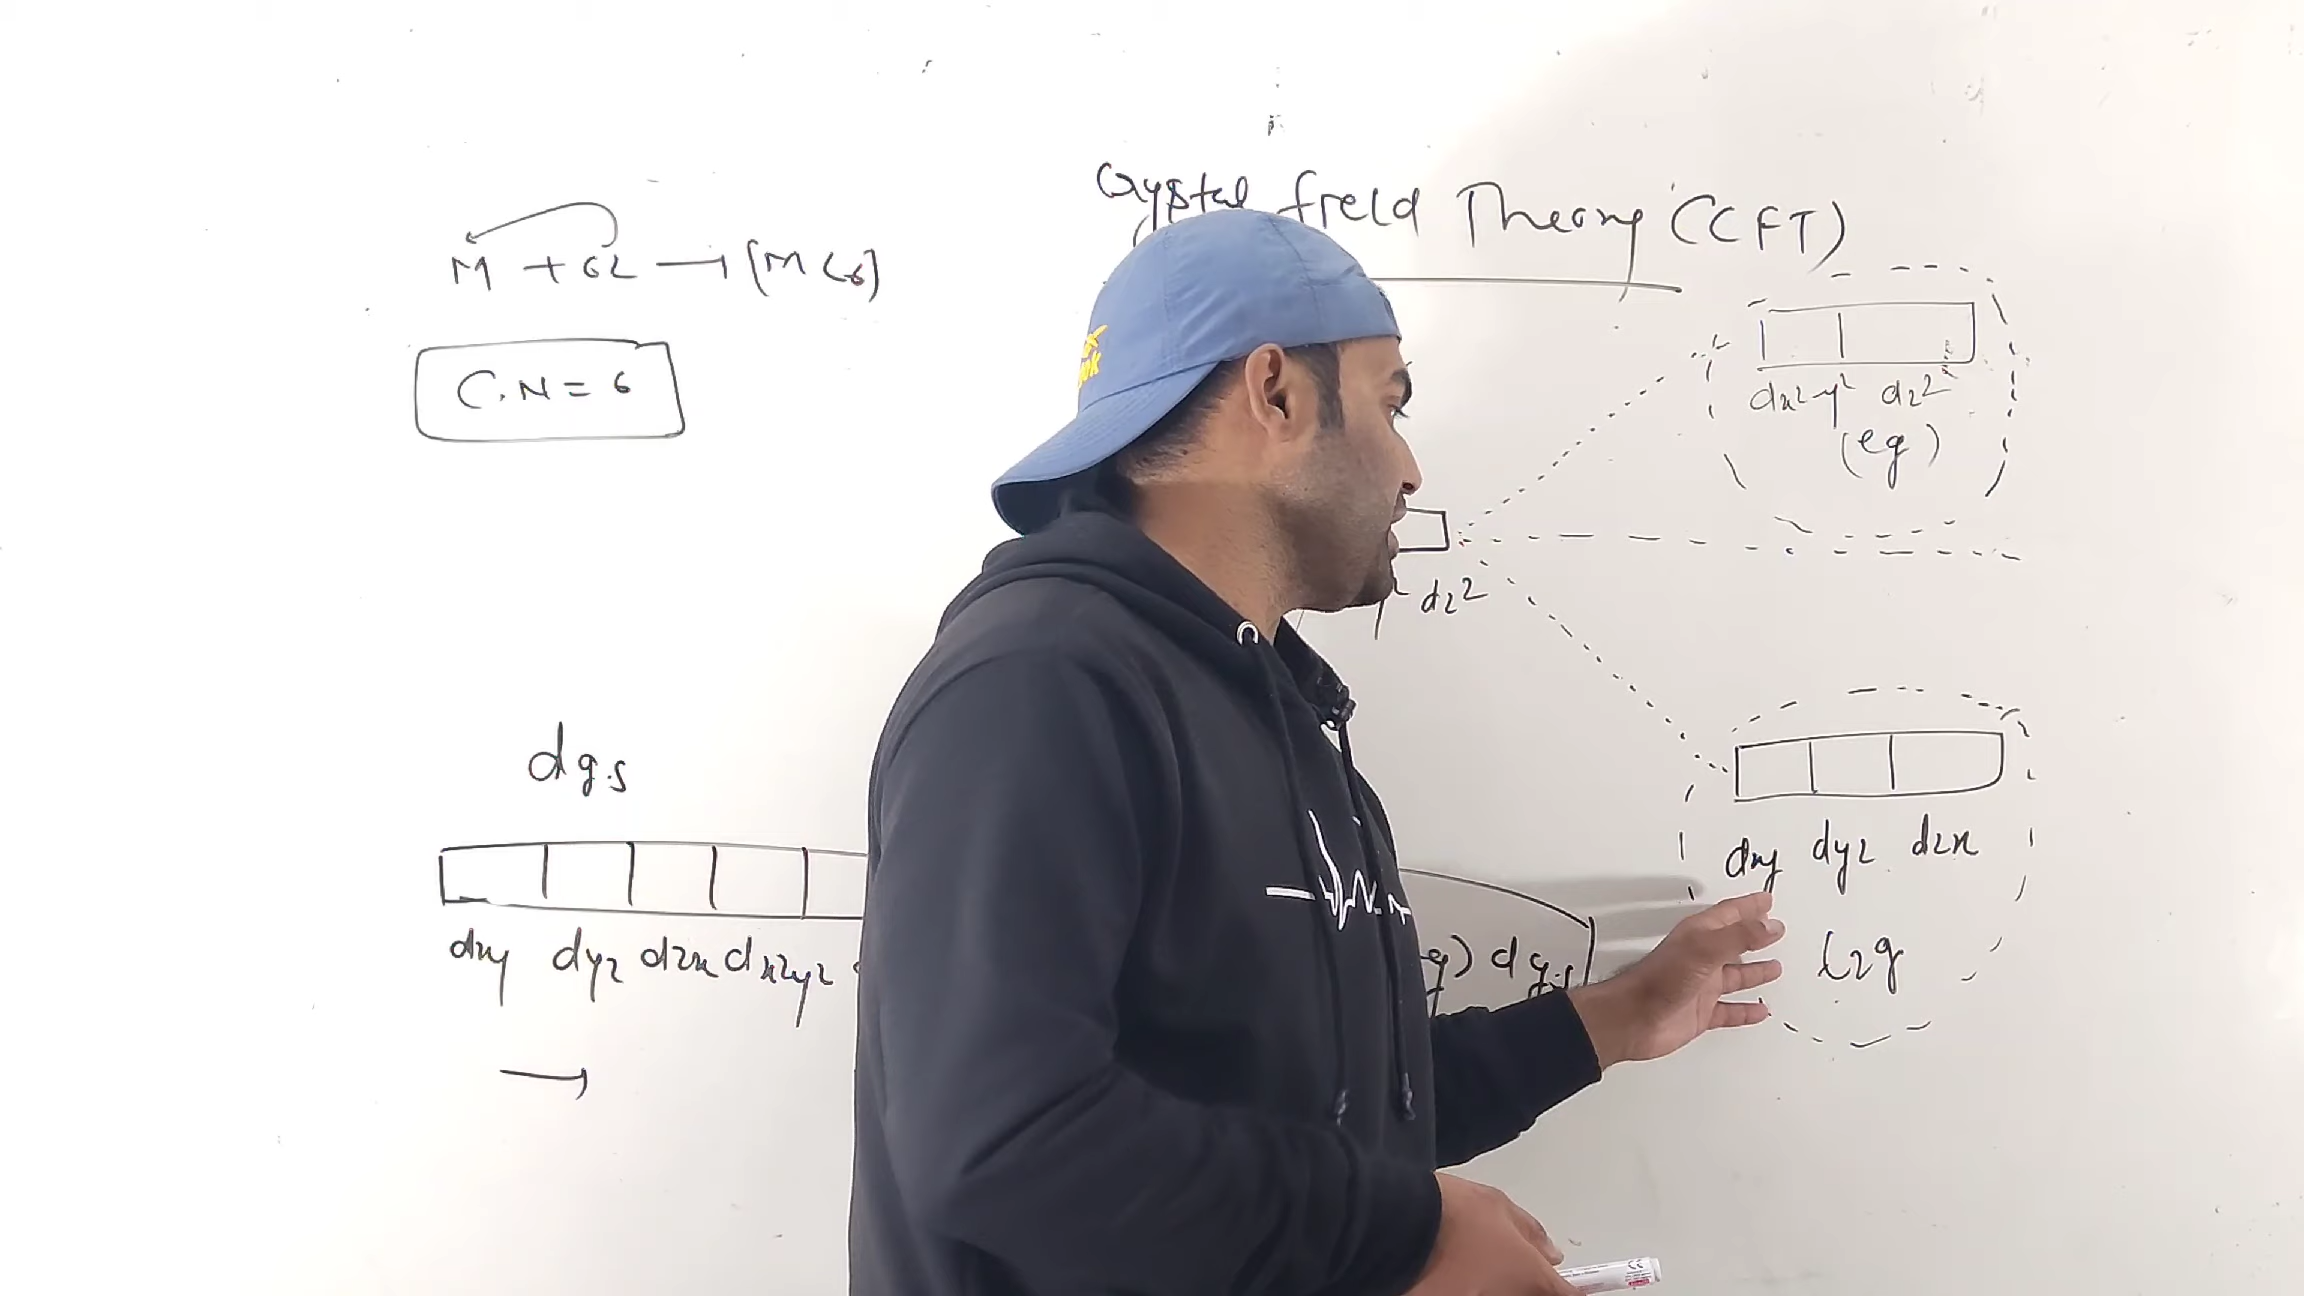 Crystal field Theory (CFT)
M + 6L → [ML6]
C.N = 6
dx²-y² dz²
(eg)
dz²
dg.s
dxy dyz dzx
dxy dyz dzx dx²y²
t2g
g) dg.s